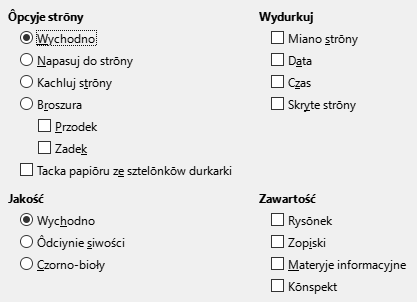 Ôpcyje strōny
Wychodno
Napasuj do strōny
Kachluj strōny
Broszura
Przodek
Zadek
Tacka papiōru ze sztelōnkōw durkarki
Wydurkuj
Miano strōny
Data
Czas
Skryte strōny
Jakość
Wychodno
Ôdciynie siwości
Czorno-bioły
Zawartość
Rysōnek
Zopiski
Materyje informacyjne
Kōnspekt